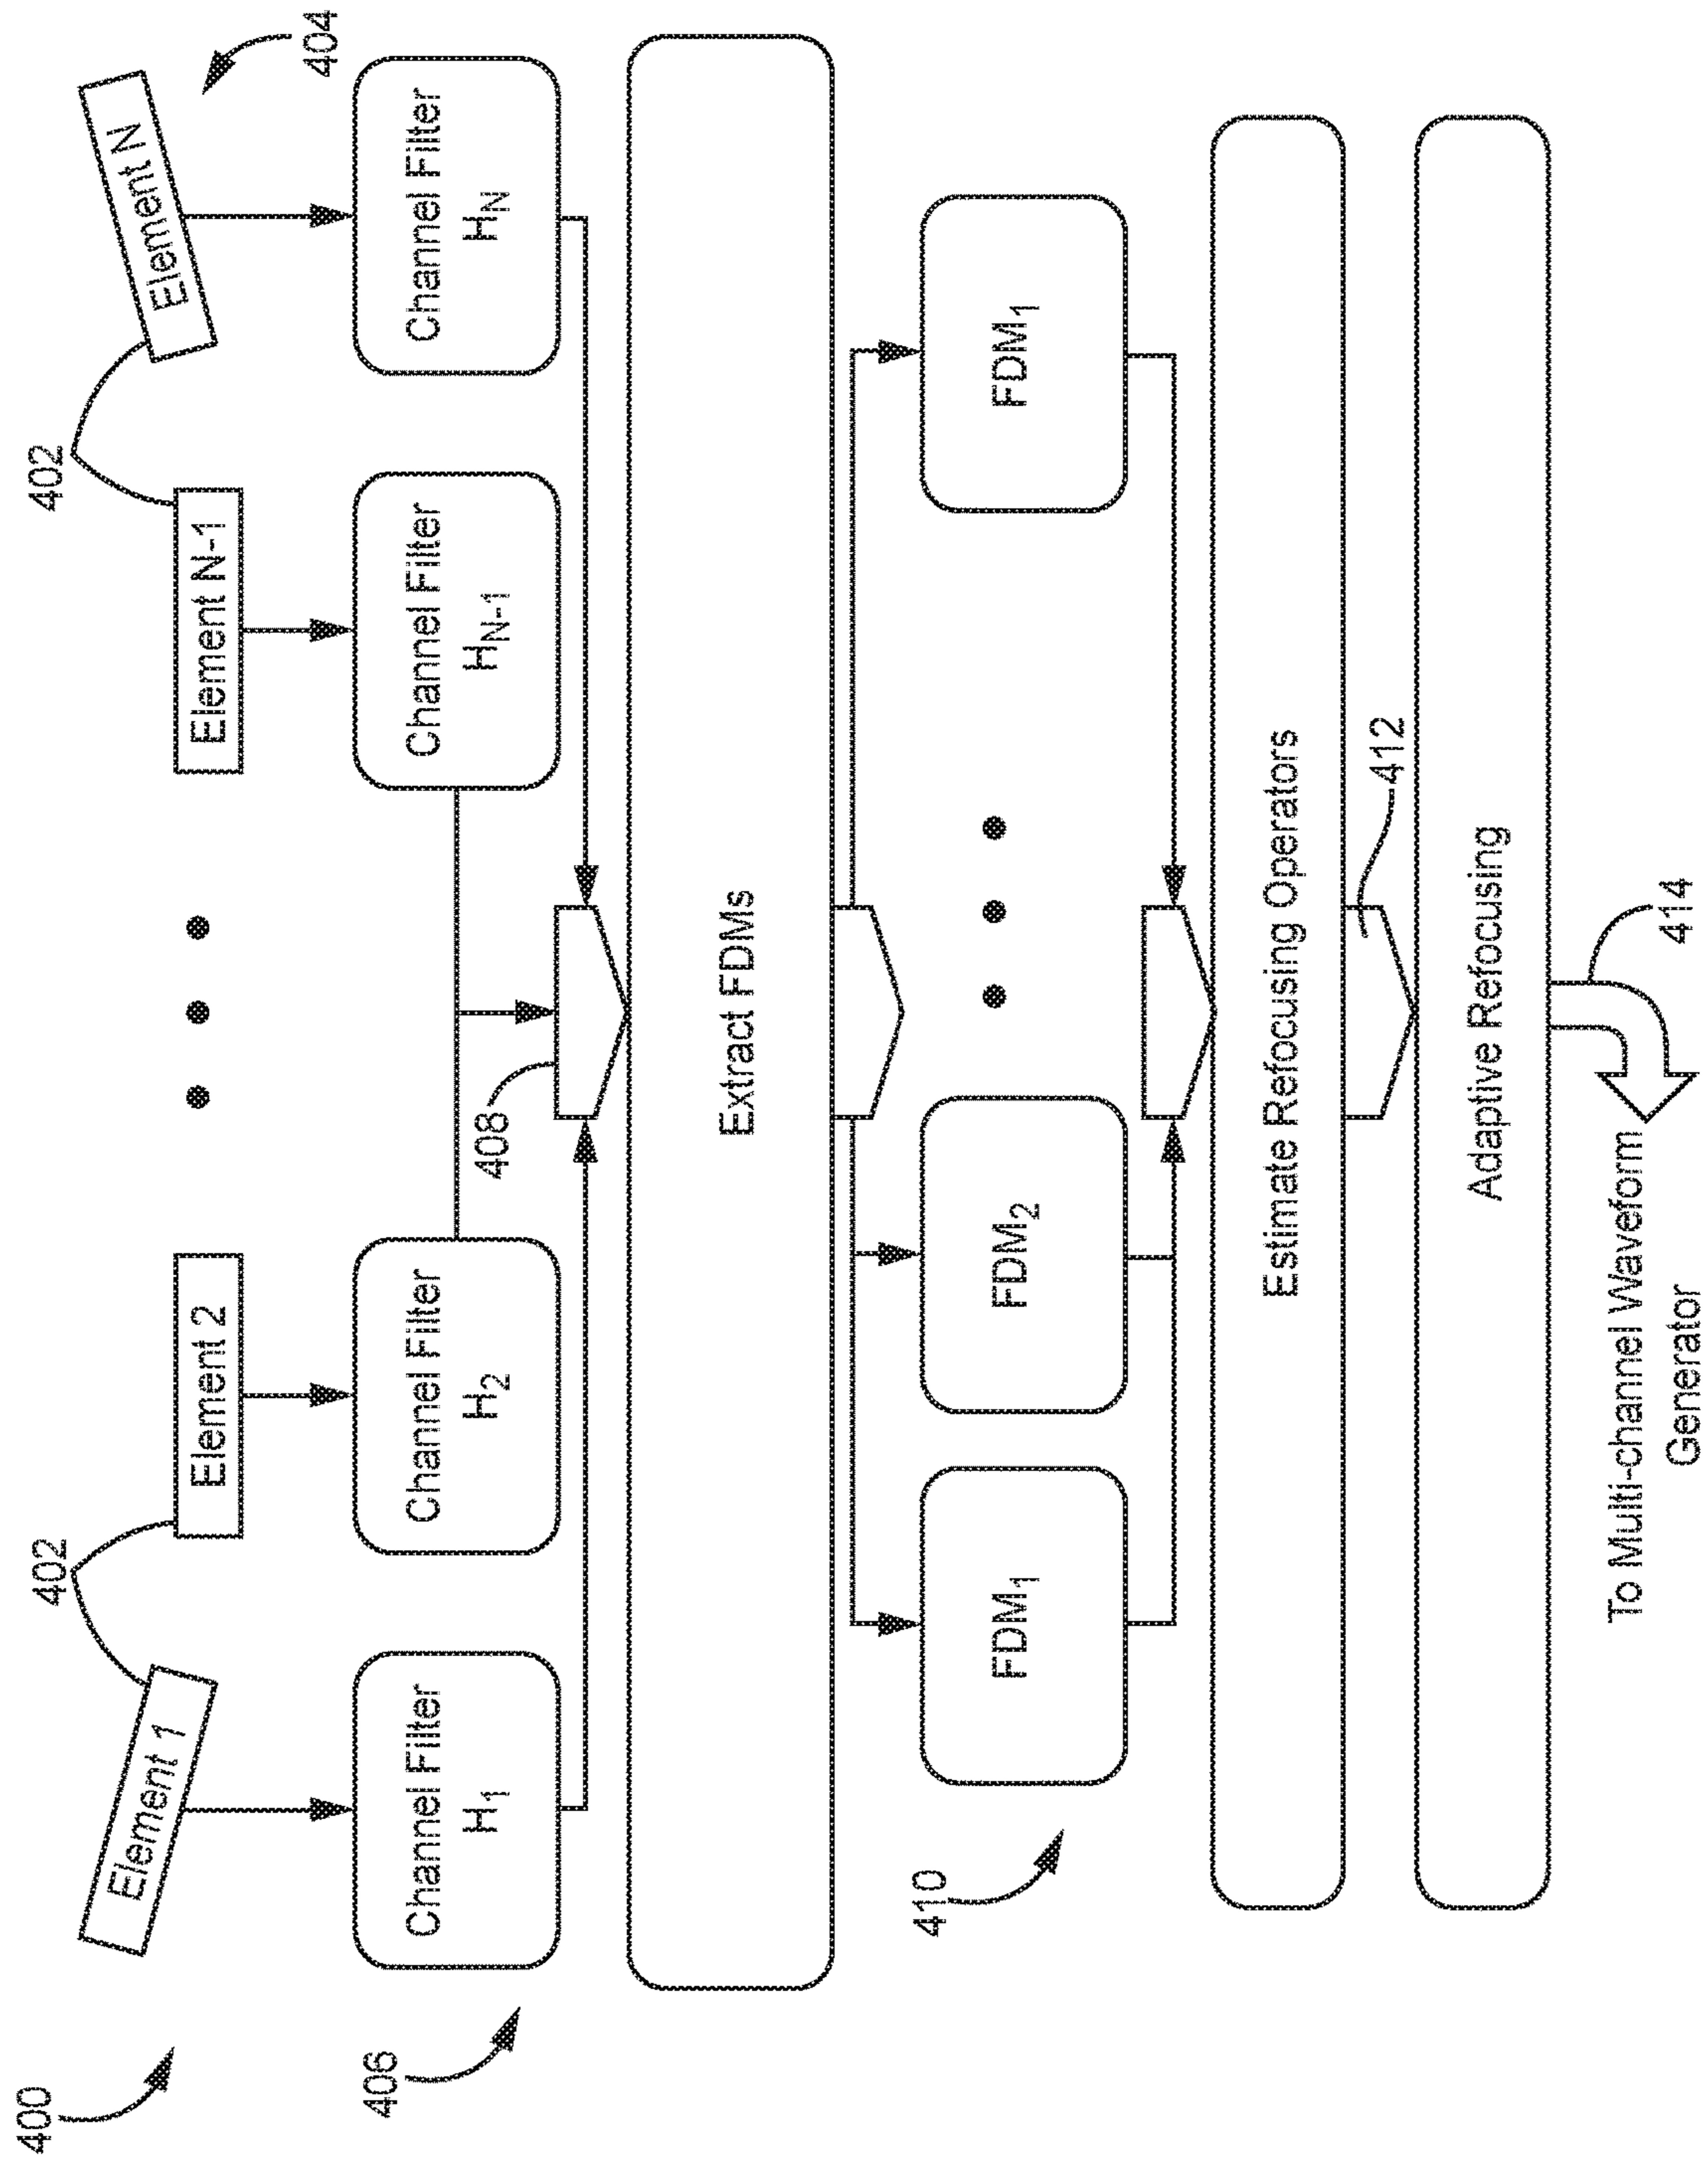 400
402
402
404
Element 1
Element 2
Element N-1
Element N
406
Channel Filter
H1
Channel Filter
H2
Channel Filter
HN-1
Channel Filter
HN
408
Extract FDMs
410
FDM1
FDM2
FDM1
Estimate Refocusing Operators
412
Adaptive Refocusing
414
To Multi-channel Waveform
Generator